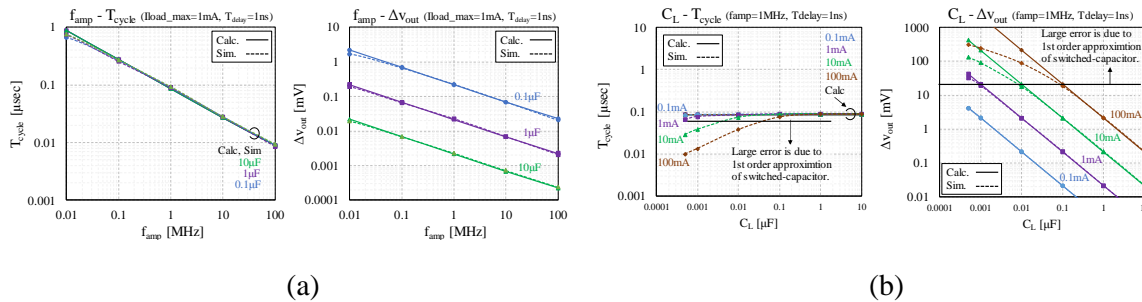 f_amp - T_cycle (Iload_max=1mA, T_delay=1ns)
Calc.
Sim.
T_cycle [μsec]
1
0.1
0.01
0.001
Calc, Sim
10μF
1μF
0.1μF
0.01 0.1 1 10 100
f_amp [MHz]
f_amp - Δv_out (Iload_max=1mA, T_delay=1ns)
Calc.
Sim.
Δv_out [mV]
10
1
0.1
0.01
0.001
0.0001
0.1μF
1μF
10μF
0.01 0.1 1 10 100
f_amp [MHz]
(a)
C_L - T_cycle (famp=1MHz, Tdelay=1ns)
Calc.
Sim.
0.1mA
1mA
10mA
100mA
Calc
T_cycle [μsec]
10
1
0.1
0.01
0.001
0.1mA
1mA
10mA
100mA
Large error is due to
1st order approximtion
of switched-capacitor.
0.0001 0.001 0.01 0.1 1 10
C_L [μF]
C_L - Δv_out (famp=1MHz, Tdelay=1ns)
Large error is due to
1st order approximtion
of switched-capacitor.
Δv_out [mV]
1000
100
10
1
0.1
0.01
100mA
10mA
1mA
0.1mA
Calc.
Sim.
0.0001 0.001 0.01 0.1 1
C_L [μF]
(b)